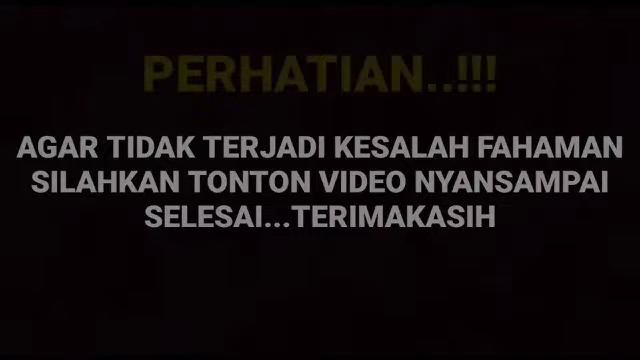 PERHATIAN..!!!
AGAR TIDAK TERJADI KESALAH FAHAMAN
SILAHKAN TONTON VIDEO NYANSAMPAI
SELESAI...TERIMAKASIH